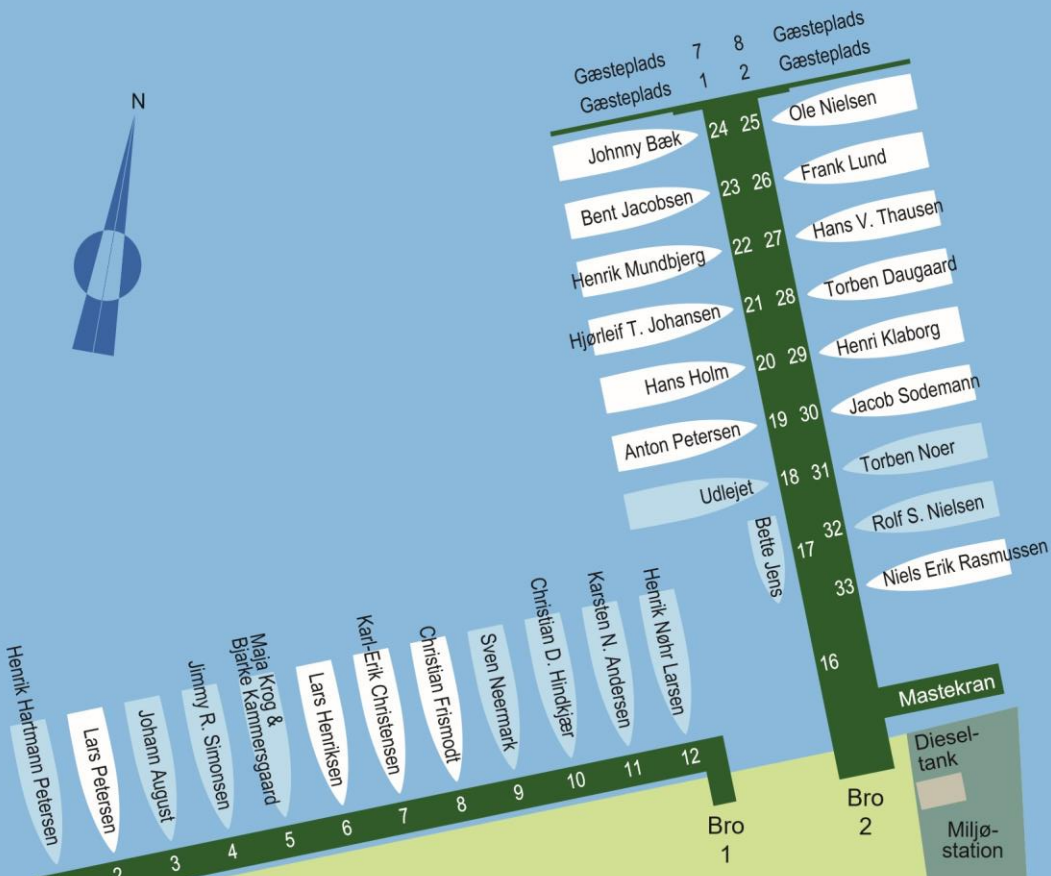 N
Gæsteplads 7 8 Gæsteplads
Gæsteplads 1 2 Gæsteplads
Johnny Bæk 24 25 Ole Nielsen
Bent Jacobsen 23 26 Frank Lund
Henrik Mundbjerg 22 27 Hans V. Thausen
Hjørleif T. Johansen 21 28 Torben Daugaard
Hans Holm 20 29 Henri Klaborg
Anton Petersen 19 30 Jacob Sodemann
Udlejet 18 31 Torben Noer
Bette Jens 17 32 Rolf S. Nielsen
33 Niels Erik Rasmussen
16
Mastekran
Henrik Hartmann Petersen
Lars Petersen
Johann August
Jimmy R. Simonsen
Maja Krog &
Bjarke Kammersgaard
Lars Henriksen
Karl-Erik Christensen
Christian Frismodt
Sven Neermark
Christian D. Hindkjær
Karsten N. Andersen
Henrik Nøhr Larsen
2 3 4 5 6 7 8 9 10 11 12
Bro
1
Bro
2
Diesel-
tank
Miljø-
station